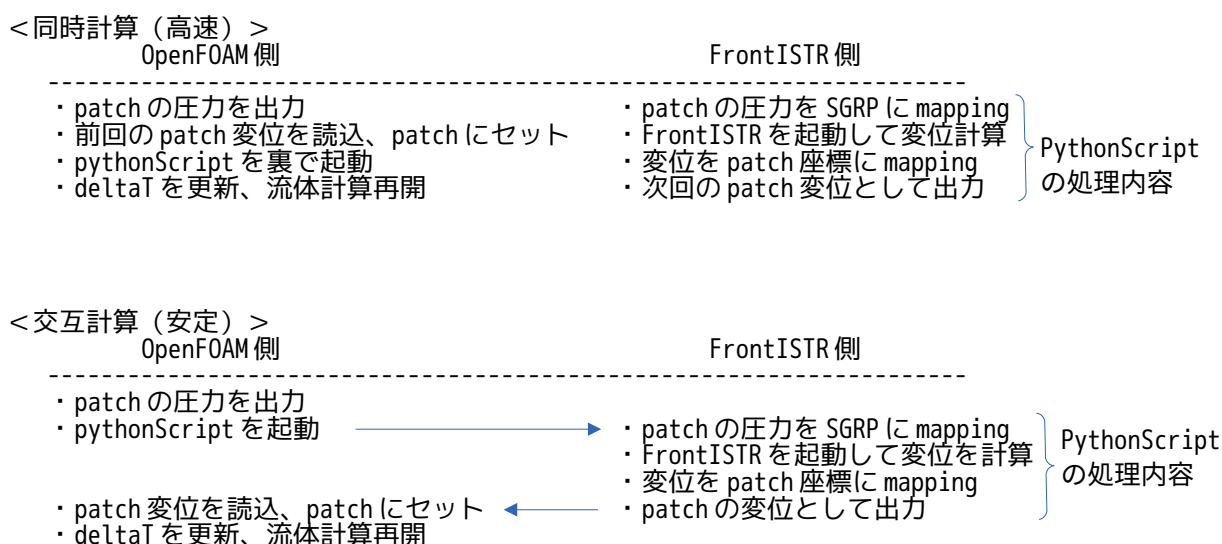 ＜同時計算（高速）＞
OpenFOAM側 FrontISTR側
----------------------------------------------------------------------
・patchの圧力を出力 ・patchの圧力をSGRPにmapping
・前回のpatch変位を読込、patchにセット ・FrontISTRを起動して変位計算
・pythonScriptを裏で起動 ・変位をpatch座標にmapping
・deltaTを更新、流体計算再開 ・次回のpatch変位として出力
PythonScript
の処理内容
＜交互計算（安定）＞
OpenFOAM側 FrontISTR側
----------------------------------------------------------------------
・patchの圧力を出力
・pythonScriptを起動 ・patchの圧力をSGRPにmapping
・FrontISTRを起動して変位を計算
・変位をpatch座標にmapping
・patch変位を読込、patchにセット ・patchの変位として出力
・deltaTを更新、流体計算再開
PythonScript
の処理内容